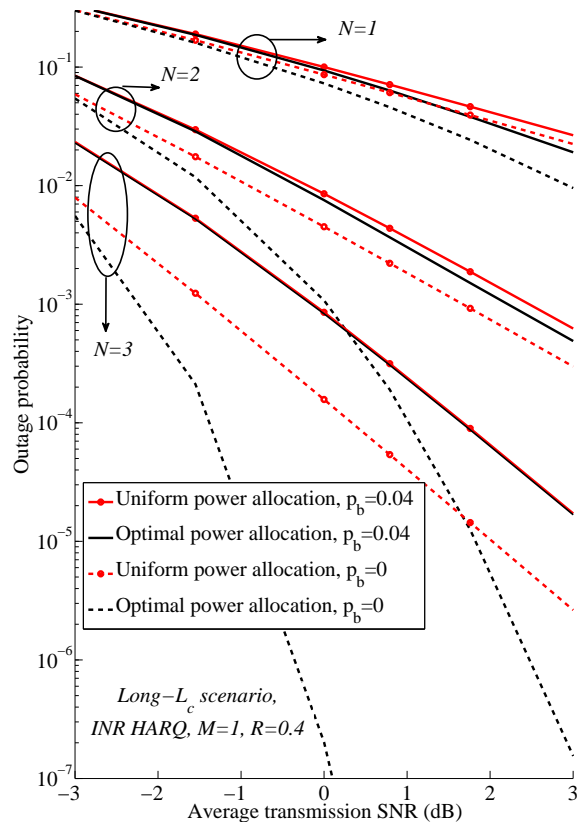 10^{-1}
10^{-2}
10^{-3}
10^{-4}
10^{-5}
10^{-6}
10^{-7}
Outage probability
N=1
N=2
N=3
Uniform power allocation, p_b=0.04
Optimal power allocation, p_b=0.04
Uniform power allocation, p_b=0
Optimal power allocation, p_b=0
Long−L_c scenario,
INR HARQ, M=1, R=0.4
−3 −2 −1 0 1 2 3
Average transmission SNR (dB)